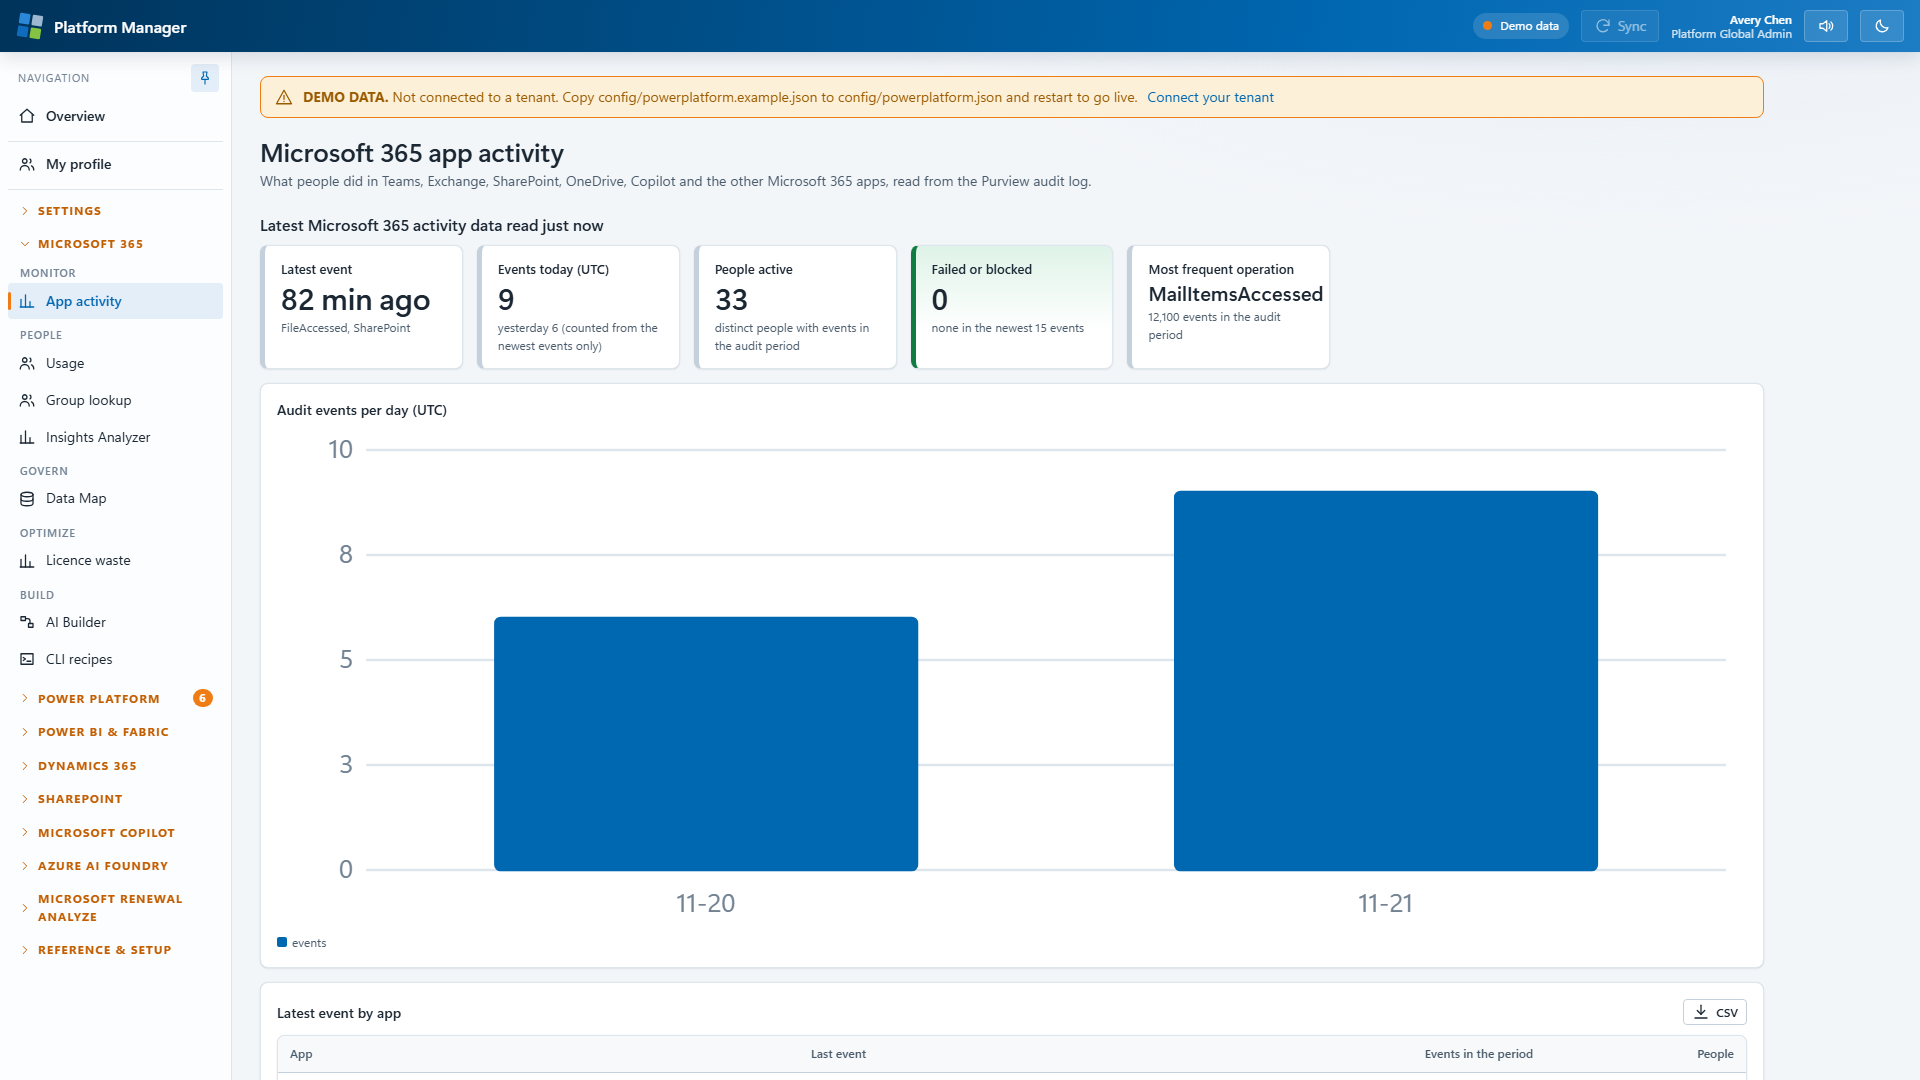 Platform Manager
Demo data
Sync
Avery Chen
Platform Global Admin
NAVIGATION
Overview
My profile
SETTINGS
MICROSOFT 365
MONITOR
App activity
PEOPLE
Usage
Group lookup
Insights Analyzer
GOVERN
Data Map
OPTIMIZE
Licence waste
BUILD
AI Builder
CLI recipes
POWER PLATFORM
6
POWER BI & FABRIC
DYNAMICS 365
SHAREPOINT
MICROSOFT COPILOT
AZURE AI FOUNDRY
MICROSOFT RENEWAL
ANALYZE
REFERENCE & SETUP
DEMO DATA. Not connected to a tenant. Copy config/powerplatform.example.json to config/powerplatform.json and restart to go live. Connect your tenant
Microsoft 365 app activity
What people did in Teams, Exchange, SharePoint, OneDrive, Copilot and the other Microsoft 365 apps, read from the Purview audit log.
Latest Microsoft 365 activity data read just now
Latest event
82 min ago
FileAccessed, SharePoint
Events today (UTC)
9
yesterday 6 (counted from the
newest events only)
People active
33
distinct people with events in
the audit period
Failed or blocked
0
none in the newest 15 events
Most frequent operation
MailItemsAccessed
12,100 events in the audit
period
Audit events per day (UTC)
10
8
5
3
0
11-20
11-21
events
Latest event by app
CSV
App
Last event
Events in the period
People